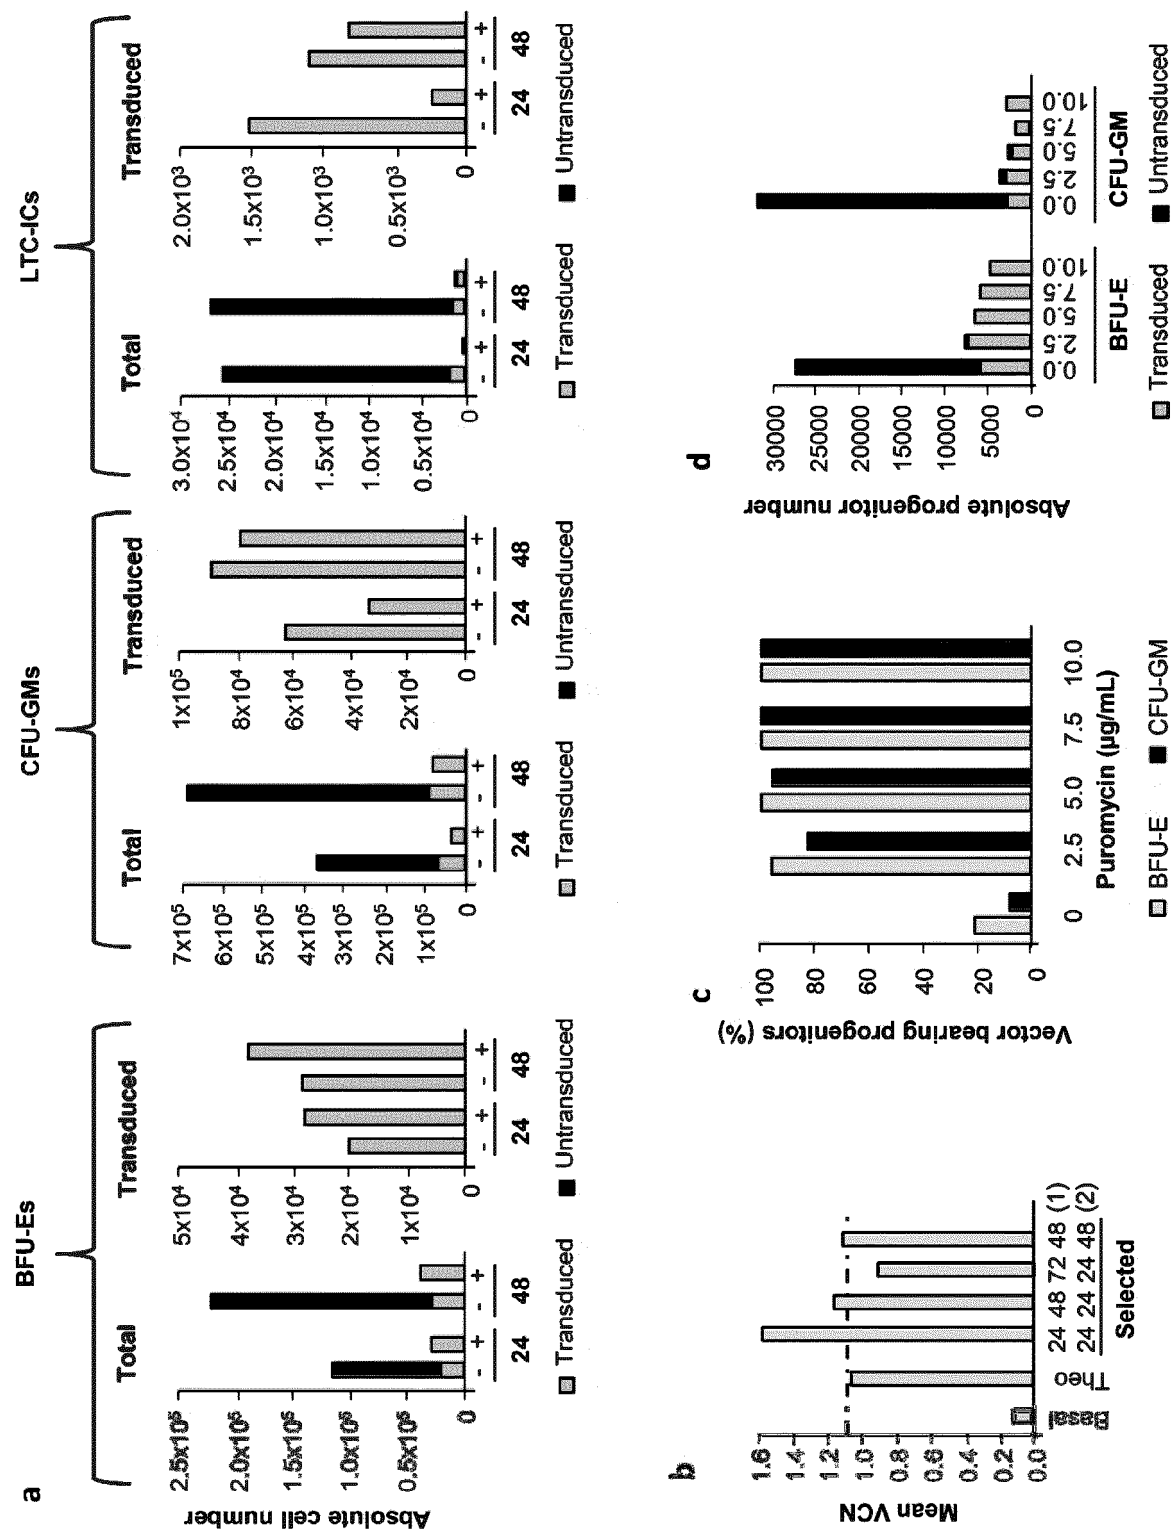 a
BFU-Es
CFU-GMs
LTC-ICs
Total
Transduced
Total
Transduced
Total
Transduced
Absolute cell number
2.5x10⁵
2.0x10⁵
1.5x10⁵
1.0x10⁵
0.5x10⁵
0
- + - +
24 48
5x10⁴
4x10⁴
3x10⁴
2x10⁴
1x10⁴
0
- + - +
24 48
Transduced
Untransduced
7x10⁵
6x10⁵
5x10⁵
4x10⁵
3x10⁵
2x10⁵
1x10⁵
0
- + - +
24 48
1x10⁵
8x10⁴
6x10⁴
4x10⁴
2x10⁴
0
- + - +
24 48
Transduced
Untransduced
3.0x10⁴
2.5x10⁴
2.0x10⁴
1.5x10⁴
1.0x10⁴
0.5x10⁴
0
- + - +
24 48
2.0x10³
1.5x10³
1.0x10³
0.5x10³
0
- + - +
24 48
Transduced
Untransduced
b
Mean VCN
1.6
1.4
1.2
1.0
0.8
0.6
0.4
0.2
0.0
Basal
Theo
24 48 72 48 (1)
24 24 24 48 (2)
Selected
c
Vector bearing progenitors (%)
100
80
60
40
20
0
0 2.5 5.0 7.5 10.0
Puromycin (µg/mL)
BFU-E
CFU-GM
d
Absolute progenitor number
30000
25000
20000
15000
10000
5000
0
0.0 2.5 5.0 7.5 10.0
BFU-E
0.0 2.5 5.0 7.5 10.0
CFU-GM
Transduced
Untransduced